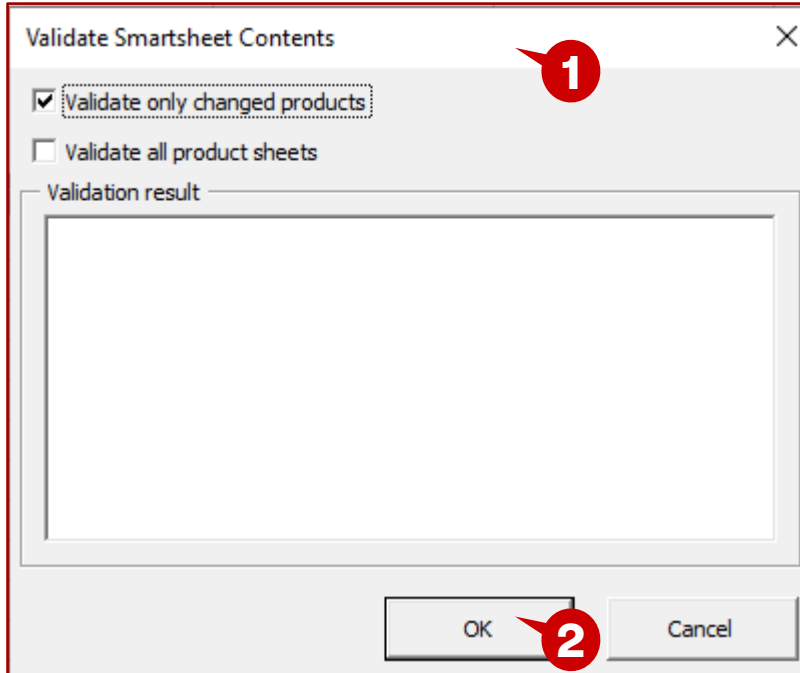 Validate Smartsheet Contents
1
Validate only changed products
Validate all product sheets
Validation result
OK
2
Cancel